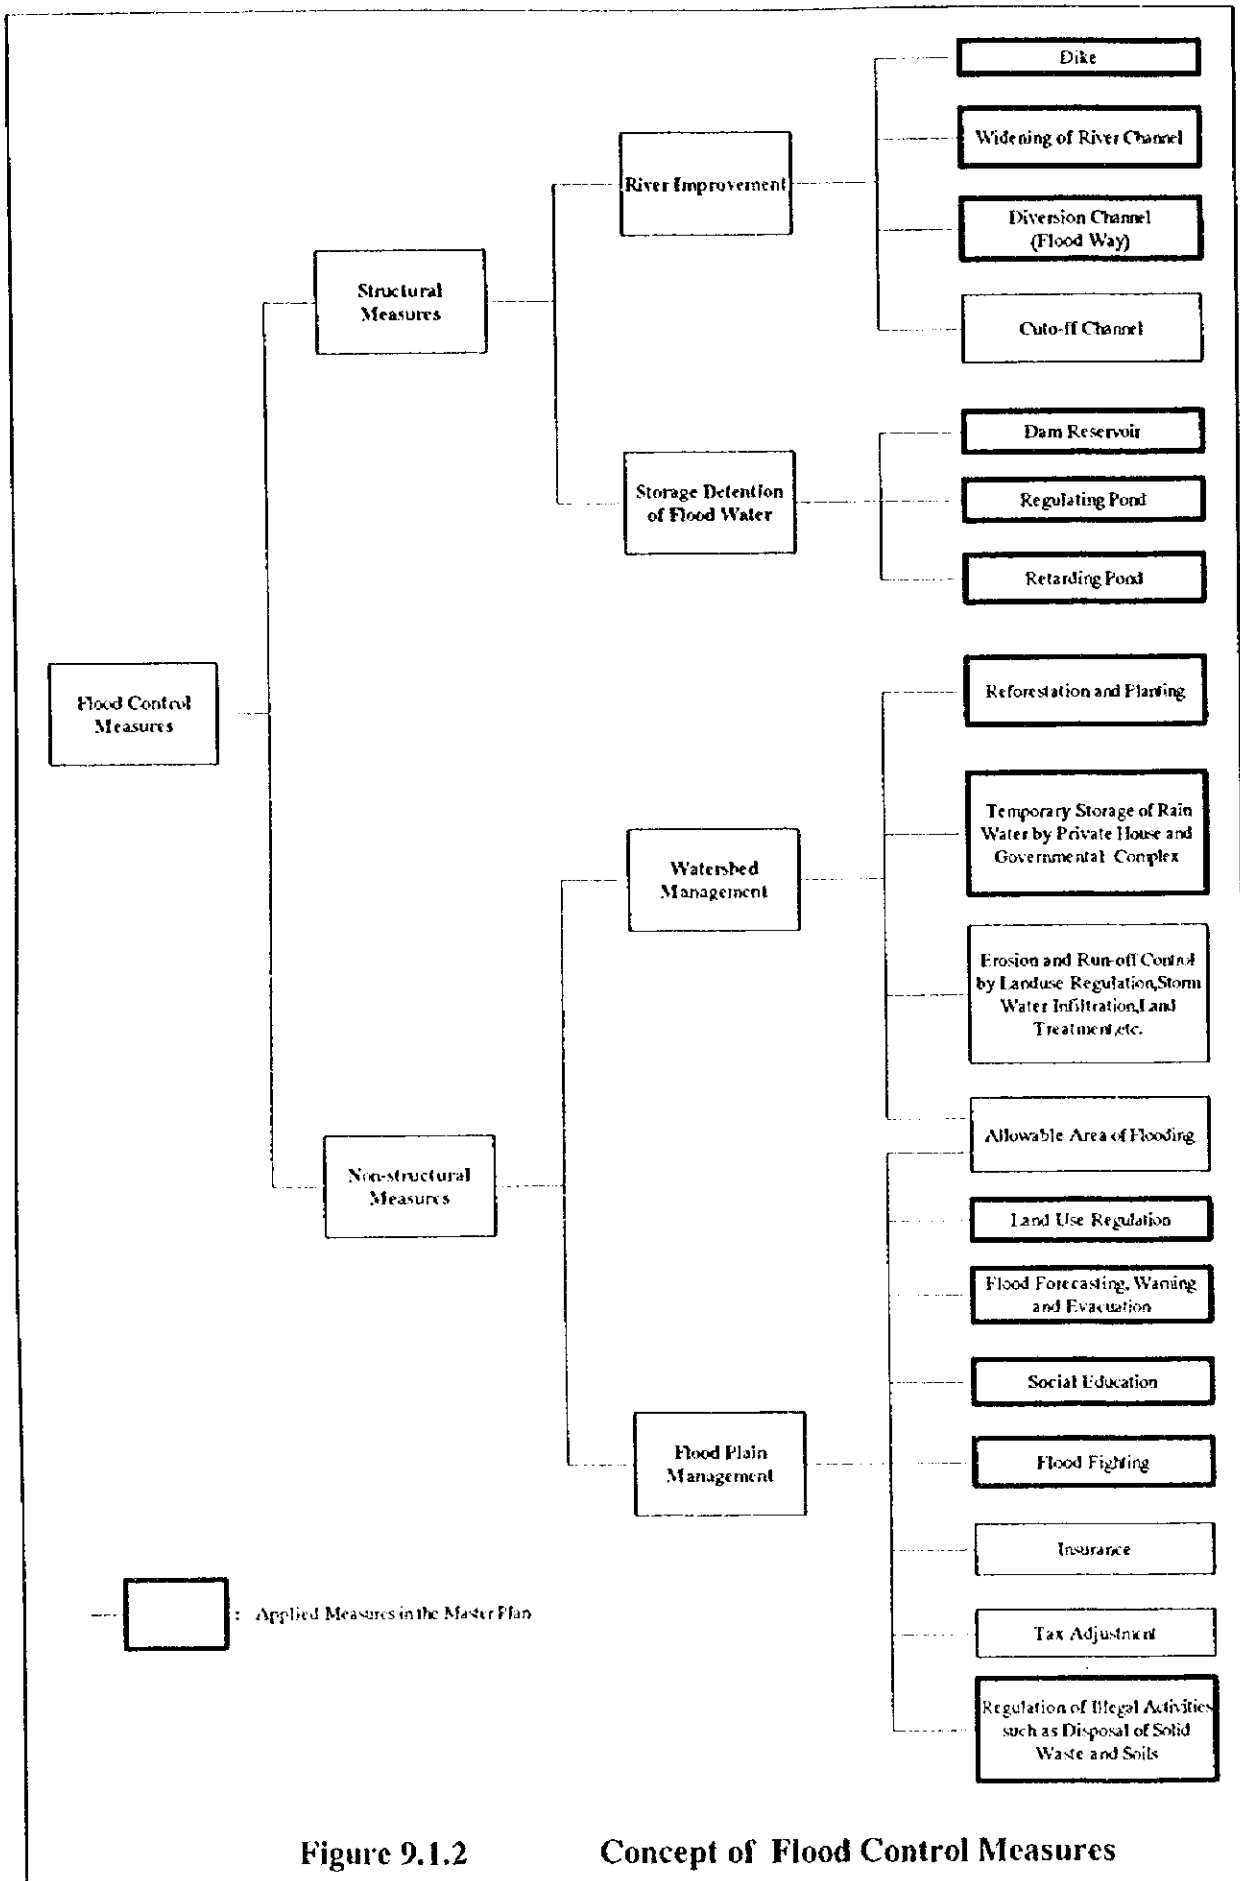 Dike
Widening of River Channel
River Improvement
Diversion Channel
(Flood Way)
Structural
Measures
Cuto-ff Channel
Dam Reservoir
Storage Detention
of Flood Water
Regulating Pond
Retarding Pond
Flood Control
Measures
Reforestation and Planting
Temporary Storage of Rain
Water by Private House and
Governmental Complex
Watershed
Management
Erosion and Run-off Control
by Landuse Regulation,Storm
Water Infiltration,Land
Treatment,etc.
Allowable Area of Flooding
Non-structural
Measures
Land Use Regulation
Flood Forecasting, Warning
and Evacuation
Social Education
Flood Plain
Management
Flood Fighting
Insurance
: Applied Measures in the Master Plan
Tax Adjustment
Regulation of Illegal Activities
such as Disposal of Solid
Waste and Soils
Figure 9.1.2 Concept of Flood Control Measures